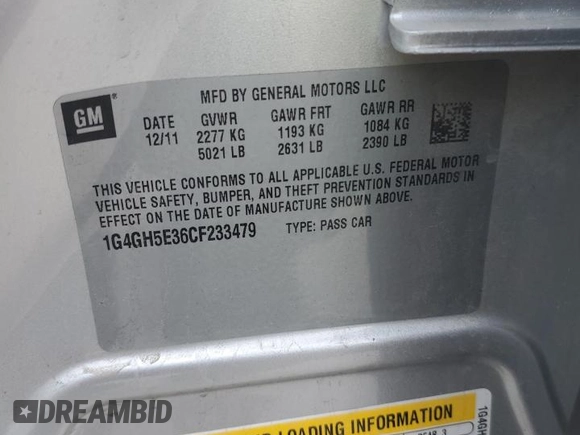 GM
MFD BY GENERAL MOTORS LLC
DATE GVWR GAWR FRT GAWR RR
12/11 2277 KG 1193 KG 1084 KG
5021 LB 2631 LB 2390 LB
THIS VEHICLE CONFORMS TO ALL APPLICABLE U.S. FEDERAL MOTOR
VEHICLE SAFETY, BUMPER, AND THEFT PREVENTION STANDARDS IN
EFFECT ON THE DATE OF MANUFACTURE SHOWN ABOVE.
1G4GH5E36CF233479 TYPE: PASS CAR
LOADING INFORMATION
1G4GH
DREAMBID